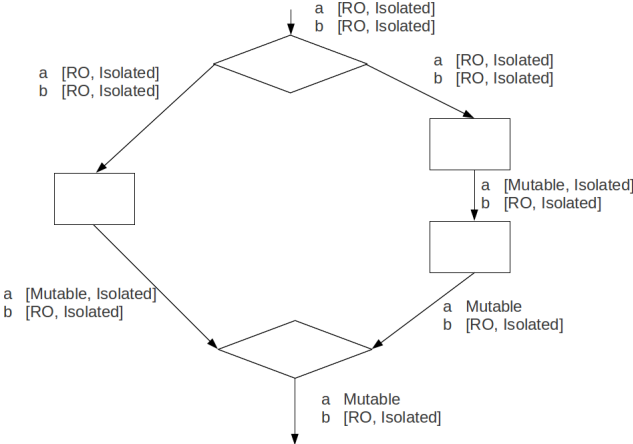 a [RO, Isolated]
b [RO, Isolated]
a [RO, Isolated]
b [RO, Isolated]
a [RO, Isolated]
b [RO, Isolated]
a [Mutable, Isolated]
b [RO, Isolated]
a [Mutable, Isolated]
b [RO, Isolated]
a Mutable
b [RO, Isolated]
a Mutable
b [RO, Isolated]